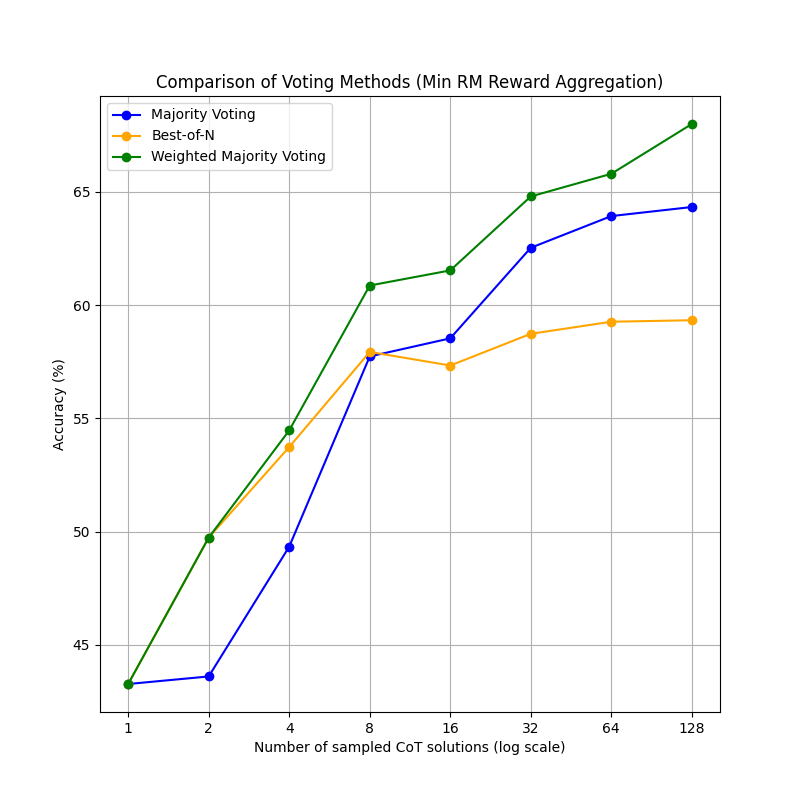 Comparison of Voting Methods (Min RM Reward Aggregation)
Majority Voting
Best-of-N
Weighted Majority Voting
Accuracy (%)
65
60
55
50
45
1 2 4 8 16 32 64 128
Number of sampled CoT solutions (log scale)